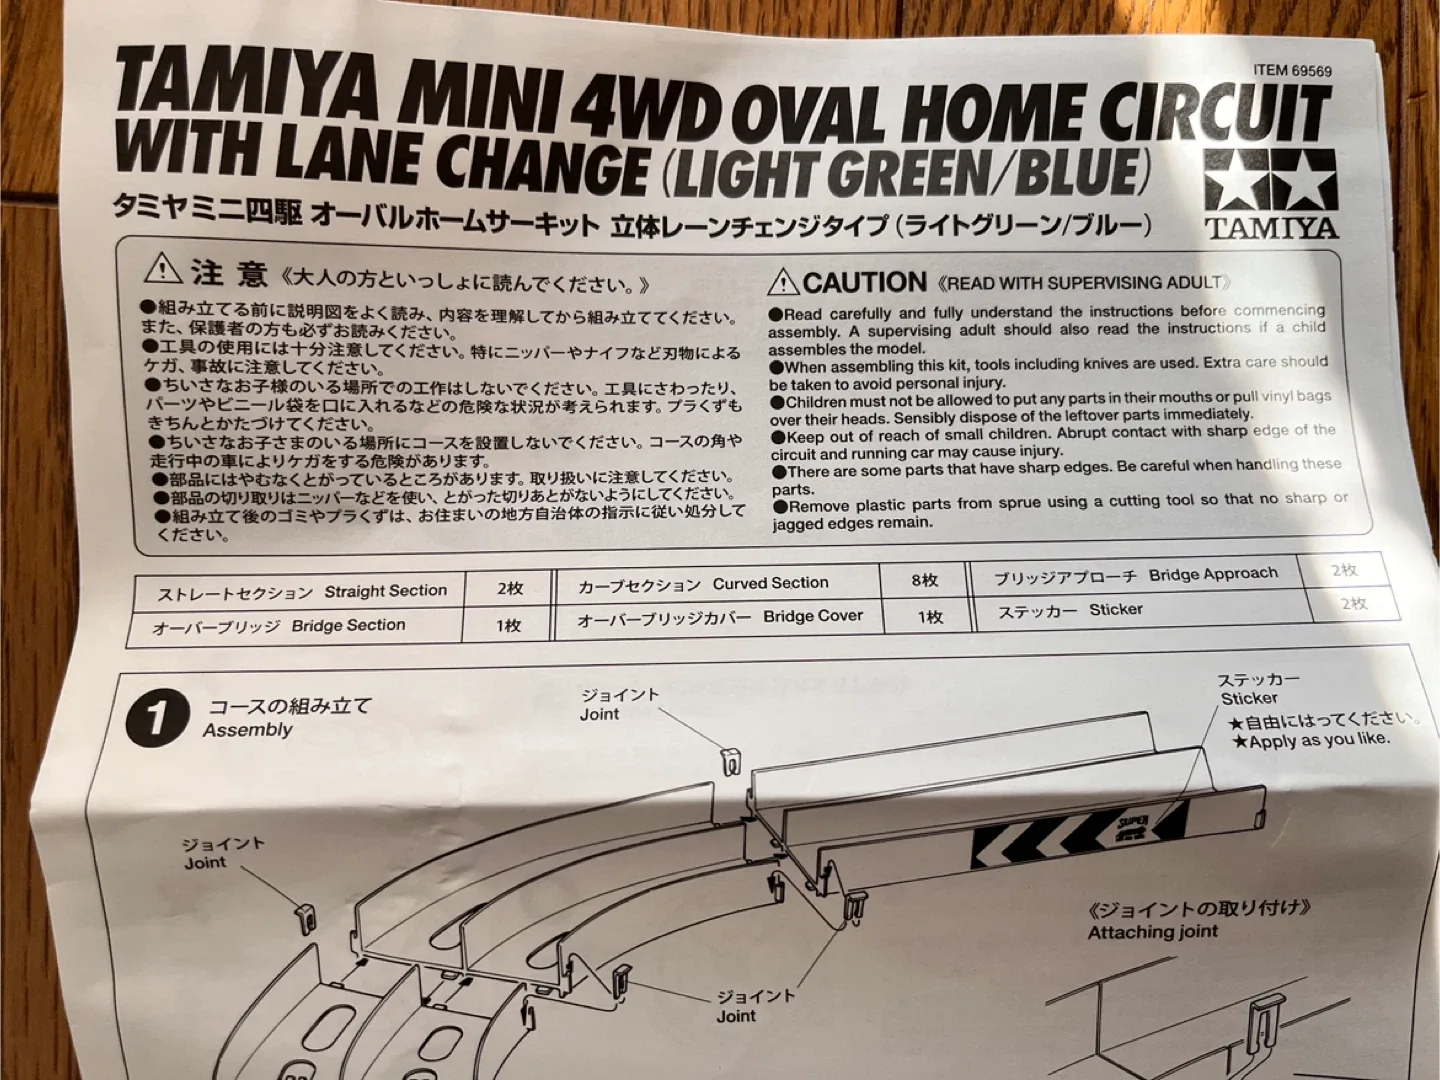 ITEM 69569
TAMIYA MINI 4WD OVAL HOME CIRCUIT
WITH LANE CHANGE (LIGHT GREEN/BLUE)
タミヤミニ四駆 オーバルホームサーキット 立体レーンチェンジタイプ（ライトグリーン/ブルー）
TAMIYA
注 意《大人の方といっしょに読んでください。》
●組み立てる前に説明図をよく読み、内容を理解してから組み立ててください。
また、保護者の方も必ずお読みください。
●工具の使用には十分注意してください。特にニッパーやナイフなど刃物による
ケガ、事故に注意してください。
●ちいさなお子様のいる場所での工作はしないでください。工具にさわったり、
パーツやビニール袋を口に入れるなどの危険な状況が考えられます。プラくずも
きちんとかたづけてください。
●ちいさなお子さまのいる場所にコースを設置しないでください。コースの角や
走行中の車によりケガをする危険があります。
●部品にはやむなくとがっているところがあります。取り扱いに注意してください。
●部品の切り取りはニッパーなどを使い、とがった切りあとがないようにしてください。
●組み立て後のゴミやプラくずは、お住まいの地方自治体の指示に従い処分して
ください。
CAUTION《READ WITH SUPERVISING ADULT》
●Read carefully and fully understand the instructions before commencing
assembly. A supervising adult should also read the instructions if a child
assembles the model.
●When assembling this kit, tools including knives are used. Extra care should
be taken to avoid personal injury.
●Children must not be allowed to put any parts in their mouths or pull vinyl bags
over their heads. Sensibly dispose of the leftover parts immediately.
●Keep out of reach of small children. Abrupt contact with sharp edge of the
circuit and running car may cause injury.
●There are some parts that have sharp edges. Be careful when handling these
parts.
●Remove plastic parts from sprue using a cutting tool so that no sharp or
jagged edges remain.
ストレートセクション Straight Section 2枚 カーブセクション Curved Section 8枚 ブリッジアプローチ Bridge Approach 2枚
オーバーブリッジ Bridge Section 1枚 オーバーブリッジカバー Bridge Cover 1枚 ステッカー Sticker 2枚
1 コースの組み立て
Assembly
ジョイント
Joint
ステッカー
Sticker
★自由にはってください。
★Apply as you like.
SUPER
ジョイント
Joint
《ジョイントの取り付け》
Attaching joint
ジョイント
Joint